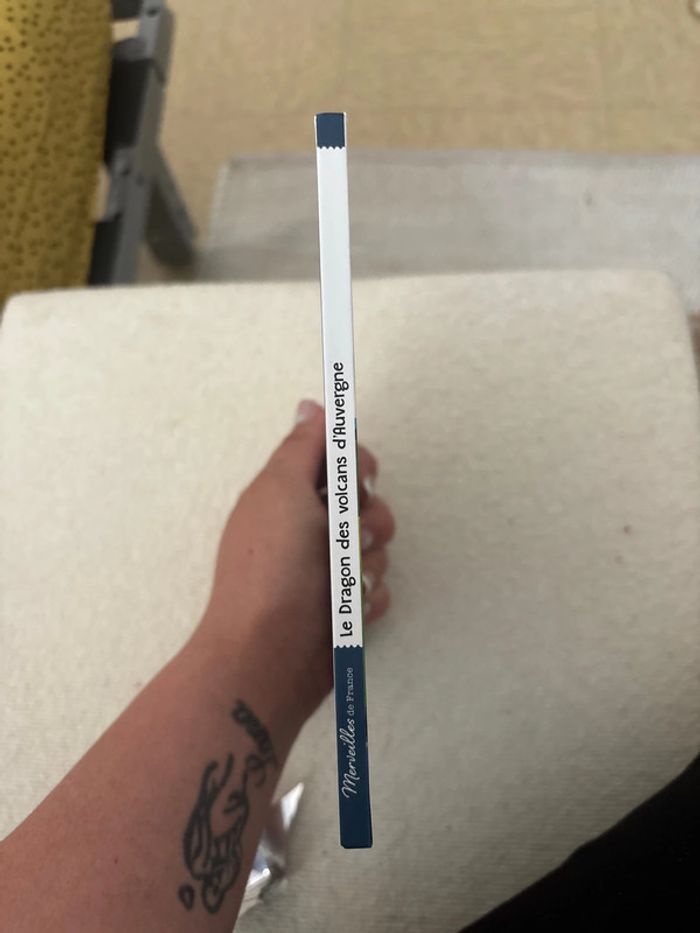 Le Dragon des volcans d'Auvergne
Merveilles de France